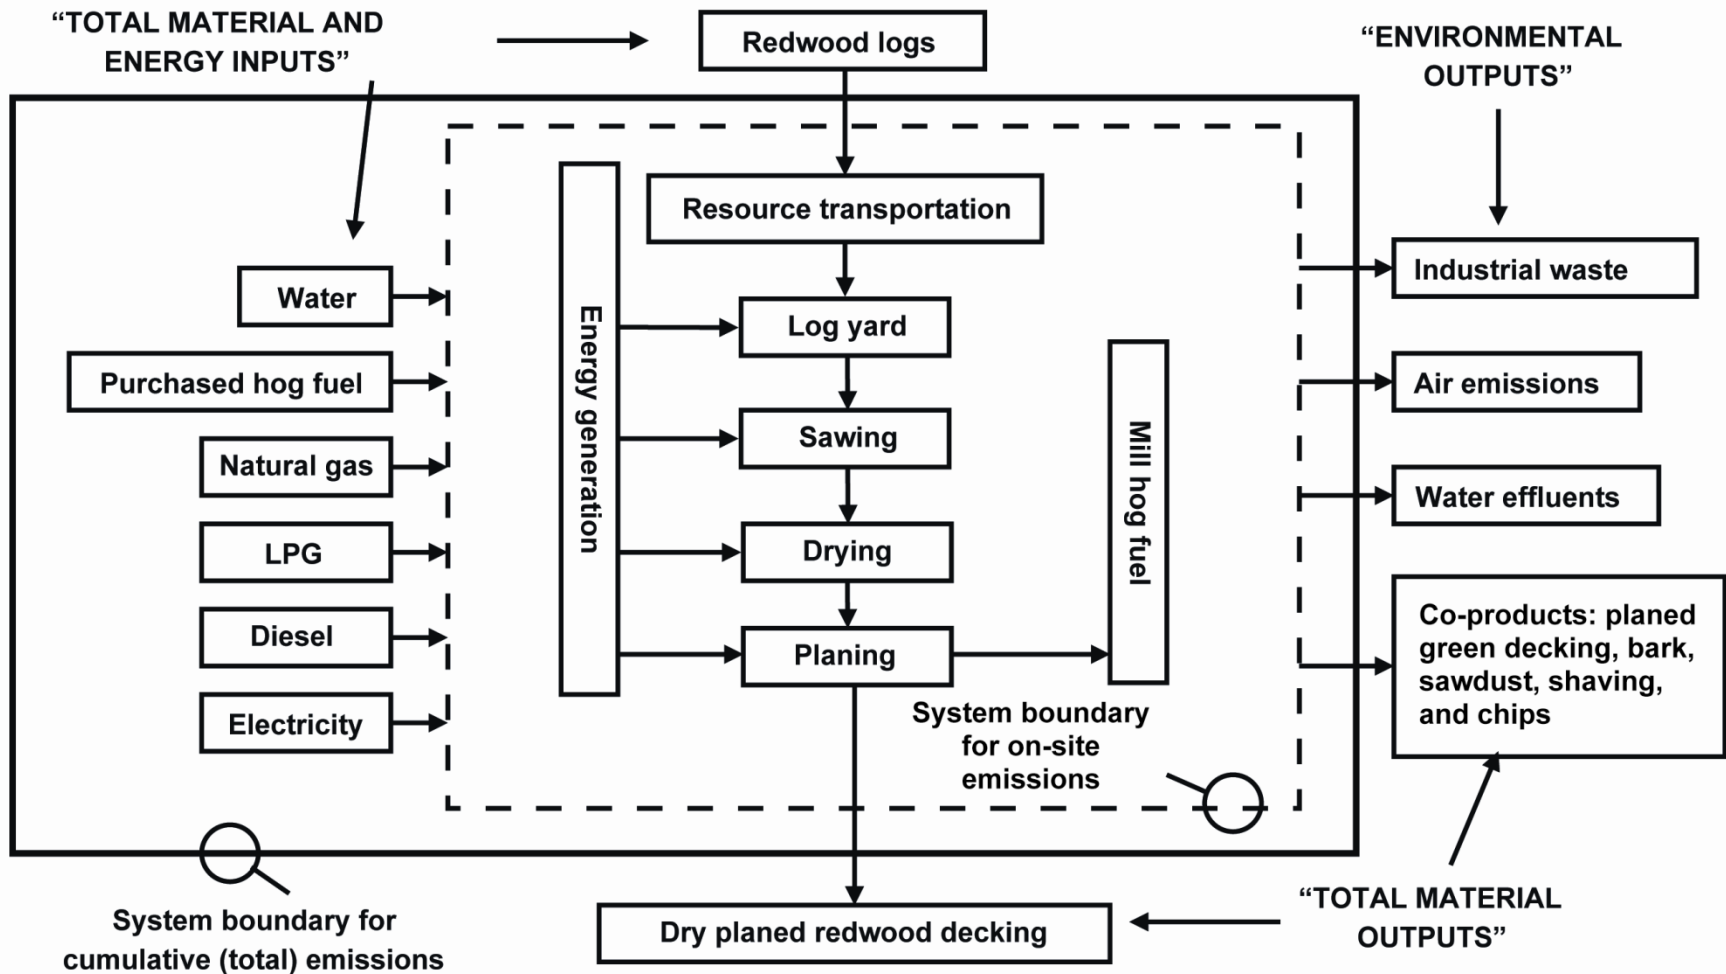 “TOTAL MATERIAL AND
ENERGY INPUTS”
Redwood logs
“ENVIRONMENTAL
OUTPUTS”
Resource transportation
Water
Purchased hog fuel
Natural gas
LPG
Diesel
Electricity
Energy generation
Log yard
Sawing
Drying
Planing
Mill hog fuel
System boundary
for on-site
emissions
Industrial waste
Air emissions
Water effluents
Co-products: planed
green decking, bark,
sawdust, shaving,
and chips
System boundary for
cumulative (total) emissions
Dry planed redwood decking
“TOTAL MATERIAL
OUTPUTS”